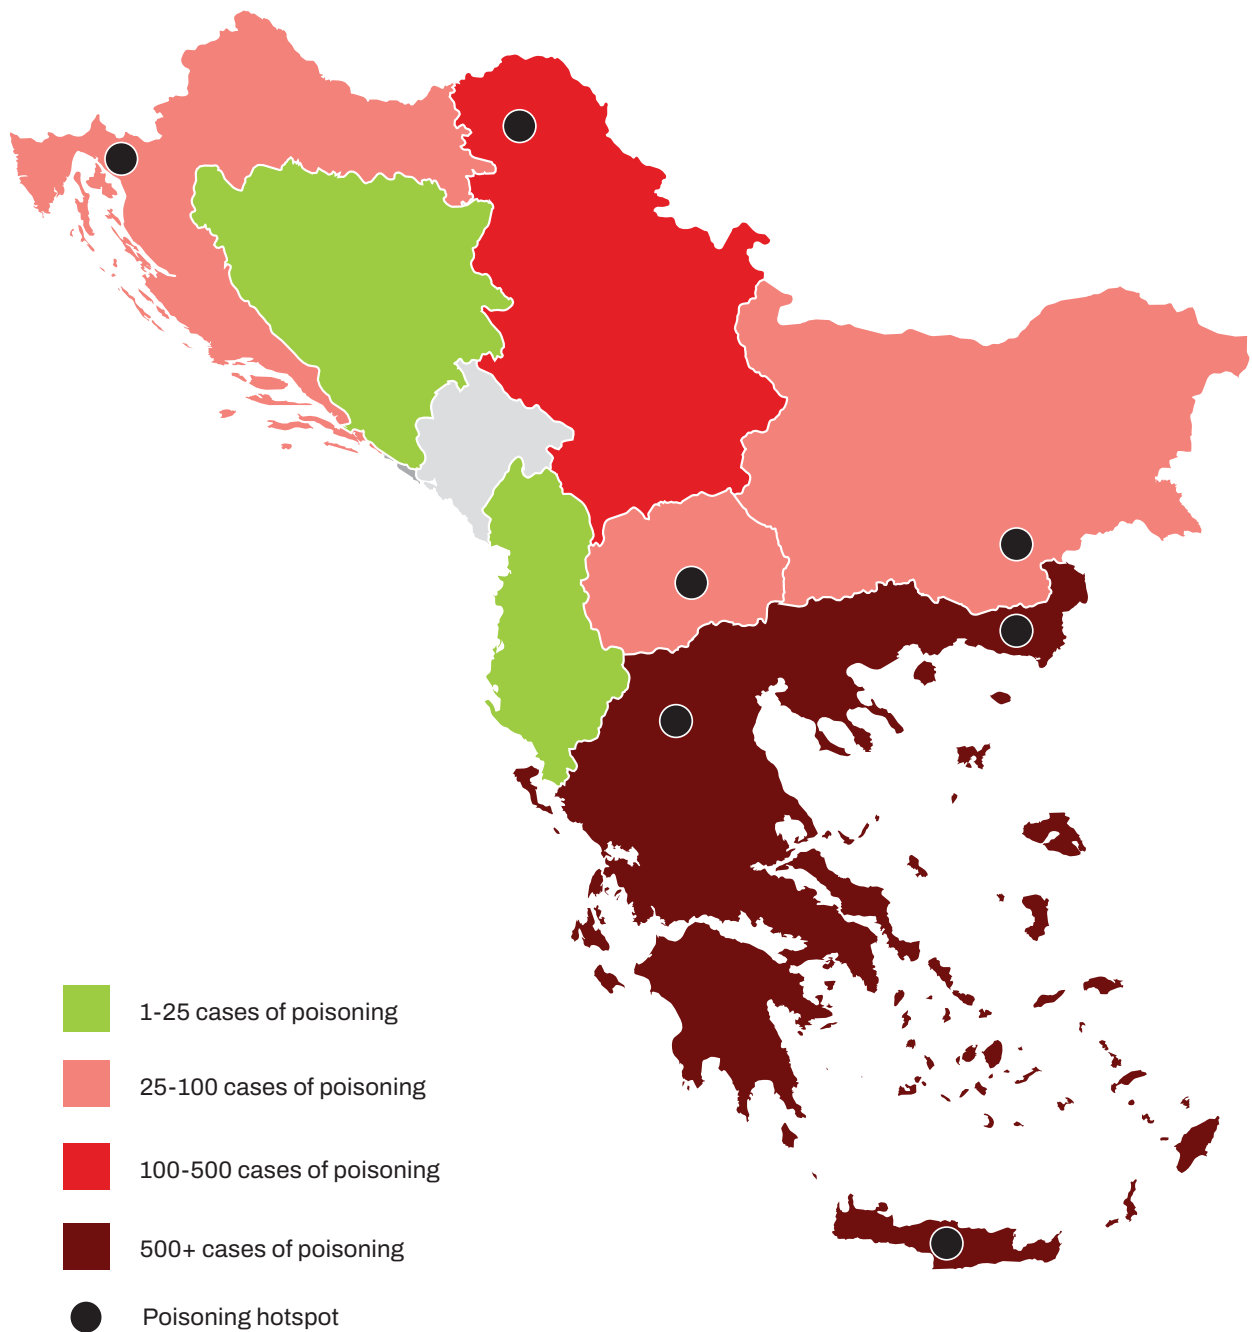 1-25 cases of poisoning
25-100 cases of poisoning
100-500 cases of poisoning
500+ cases of poisoning
Poisoning hotspot